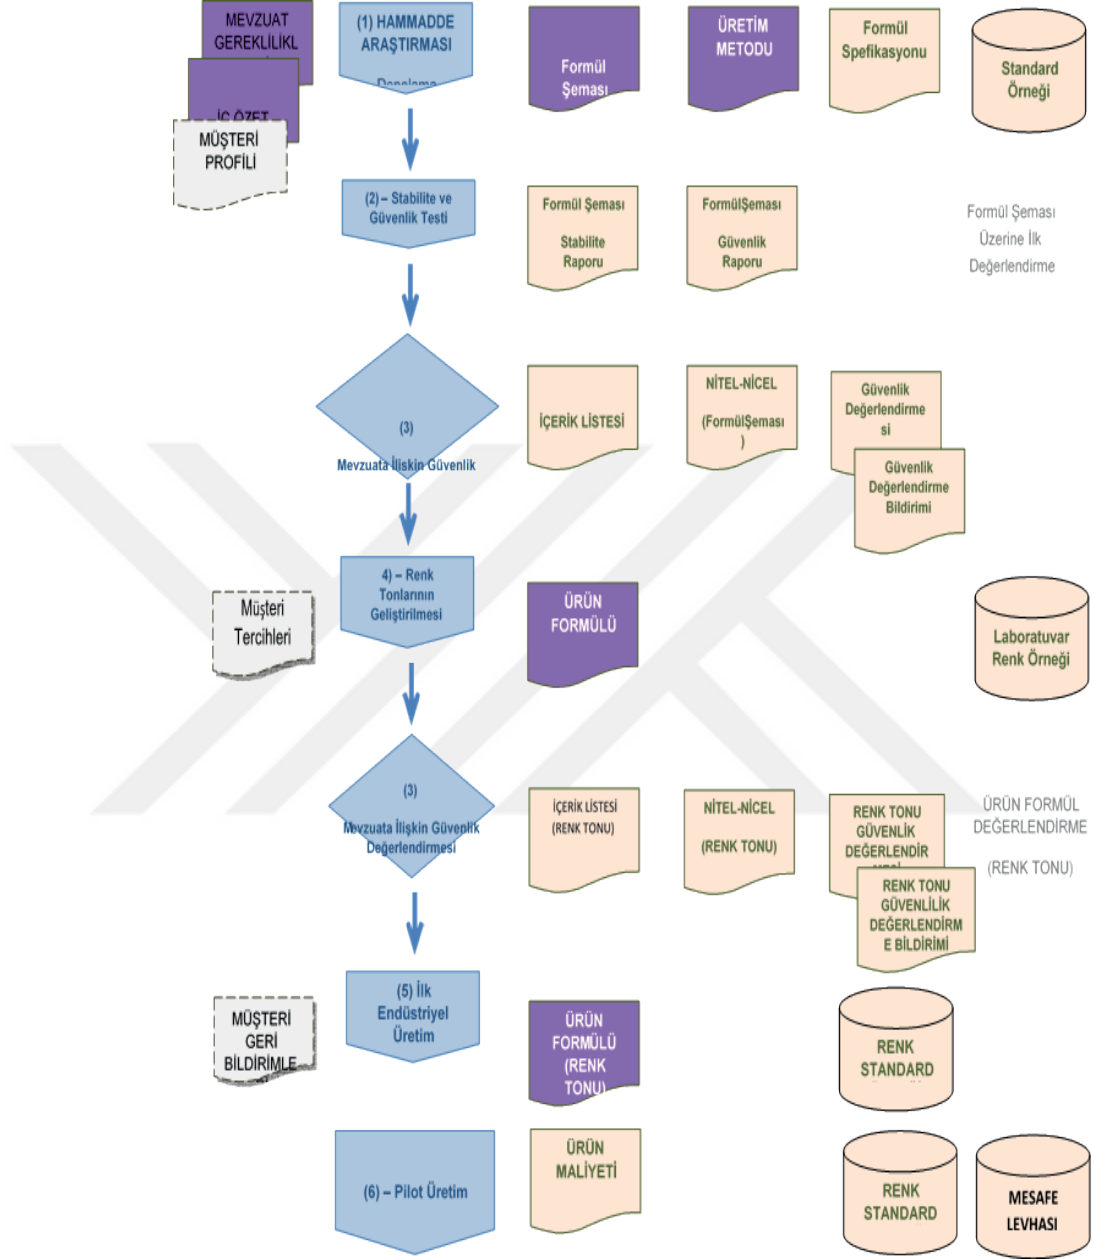 MEVZUAT
GEREKLİLİKL
İÇ ÖZET
MÜŞTERİ
PROFİLİ
(1) HAMMADDE
ARAŞTIRMASI
Formül
Şeması
ÜRETİM
METODU
Formül
Spefikasyonu
Standard
Örneği
(2) – Stabilite ve
Güvenlik Testi
Formül Şeması
Stabilite
Raporu
FormülŞeması
Güvenlik
Raporu
Formül Şeması
Üzerine İlk
Değerlendirme
(3)
Mevzuata İliskin Güvenlik
İÇERİK LİSTESİ
NİTEL-NİCEL
(FormülŞeması
)
Güvenlik
Değerlendirme
si
Güvenlik
Değerlendirme
Bildirimi
4) – Renk
Tonlarının
Geliştirilmesi
Müşteri
Tercihleri
ÜRÜN
FORMÜLÜ
Laboratuvar
Renk Örneği
(3)
Mevzuata İlişkin Güvenlik
Değerlendirmesi
İÇERİK LİSTESİ
(RENK TONU)
NİTEL-NİCEL
(RENK TONU)
RENK TONU
GÜVENLİK
DEĞERLENDİR
RENK TONU
GÜVENLİLİK
DEĞERLENDİRM
E BİLDİRİMİ
ÜRÜN FORMÜL
DEĞERLENDİRME
(RENK TONU)
(5) İlk
Endüstriyel
Üretim
MÜŞTERİ
GERİ
BİLDİRİMLE
ÜRÜN
FORMÜLÜ
(RENK
TONU)
RENK
STANDARD
(6) – Pilot Üretim
ÜRÜN
MALİYETİ
RENK
STANDARD
MESAFE
LEVHASI